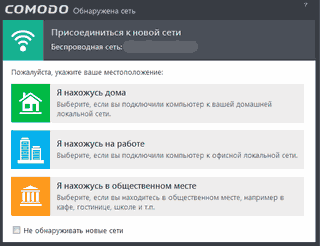 COMODO Обнаружена сеть ?
Присоединиться к новой сети
Беспроводная сеть:
Пожалуйста, укажите ваше местоположение:
Я нахожусь дома
Выберите, если вы подключили компьютер к вашей домашней
локальной сети.
Я нахожусь на работе
Выберите, если вы подключили компьютер к офисной локальной сети.
Я нахожусь в общественном месте
Выберите, если вы находитесь в общественном месте, например в
кафе, гостинице, школе и т.п.
Не обнаруживать новые сети